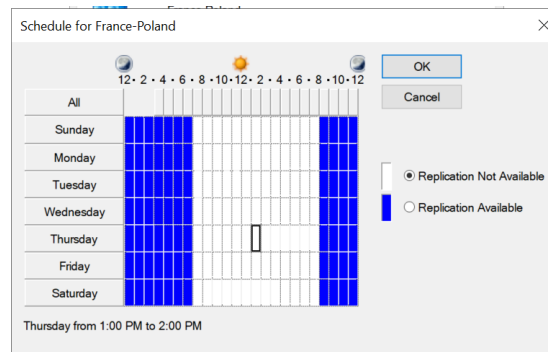 Schedule for France-Poland
12 • 2 • 4 • 6 • 8 • 10 • 12 • 2 • 4 • 6 • 8 • 10 • 12
OK
Cancel
All
Sunday
Monday
Tuesday
Wednesday
Thursday
Friday
Saturday
Replication Not Available
Replication Available
Thursday from 1:00 PM to 2:00 PM